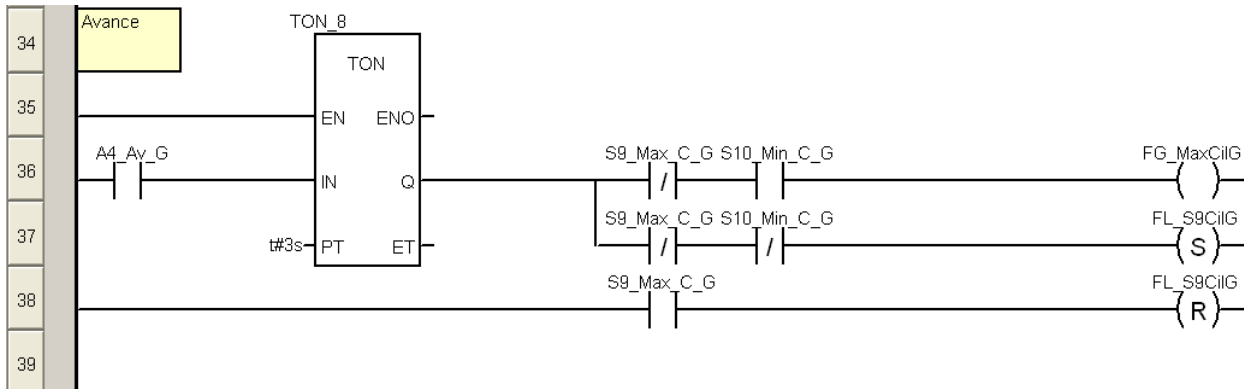 Avance
TON_8
34
TON
35
EN ENO
A4_Av_G
S9_Max_C_G S10_Min_C_G
FG_MaxCilG
36
IN Q
/
S9_Max_C_G S10_Min_C_G
FL_S9CilG
37
t#3s
PT ET
/ /
S
S9_Max_C_G
FL_S9CilG
38
R
39